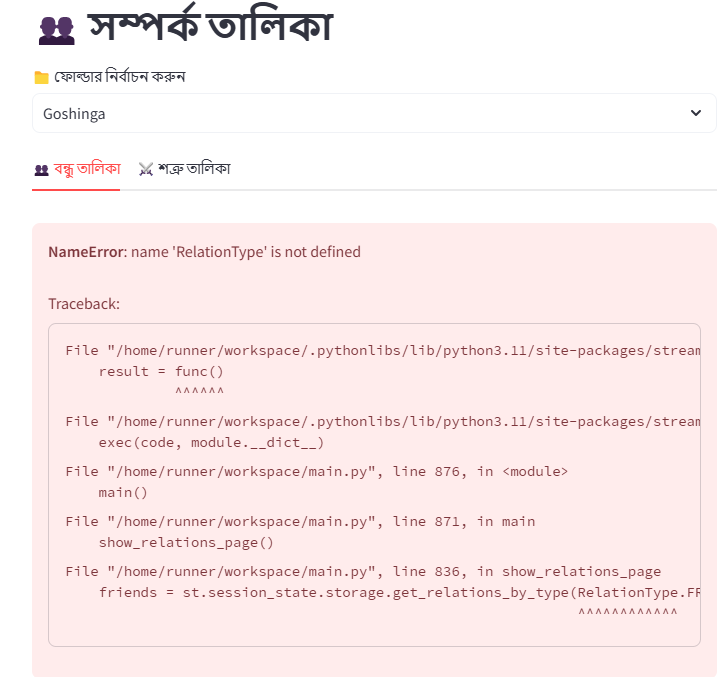 সম্পর্ক তালিকা
ফোল্ডার নির্বাচন করুন
Goshinga
বন্ধু তালিকা শত্রু তালিকা
NameError: name 'RelationType' is not defined
Traceback:
File "/home/runner/workspace/.pythonlibs/lib/python3.11/site-packages/stream
result = func()
^^^^^^
File "/home/runner/workspace/.pythonlibs/lib/python3.11/site-packages/stream
exec(code, module.__dict__)
File "/home/runner/workspace/main.py", line 876, in <module>
main()
File "/home/runner/workspace/main.py", line 871, in main
show_relations_page()
File "/home/runner/workspace/main.py", line 836, in show_relations_page
friends = st.session_state.storage.get_relations_by_type(RelationType.FR
^^^^^^^^^^^^